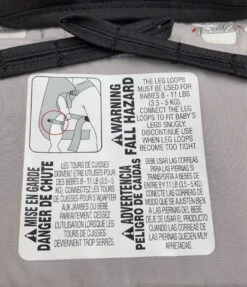 WARNING
FALL HAZARD
THE LEG LOOPS
MUST BE USED FOR
BABIES 8 - 11 LBS
(3.5 - 5 KG).
CONNECT THE LEG
LOOPS TO FIT BABY'S
LEGS SNUGLY.
DISCONTINUE USE
WHEN LEG LOOPS
BECOME TOO TIGHT.
MISE EN GARDE
DANGER DE CHUTE
LES TOURS DE CUISSES
DOIVENT ÊTRE UTILISÉS POUR
DES BÉBÉS
8 À 11 LB (3,5 - 5
KG). CONNECTEZ LES TOURS
DE CUISSES POUR S'ADAPTER
AUX JAMBES DU BÉBÉ
PARFAITEMENT.
CESSEZ
L'UTILISATION
LORSQUE
LES TOURS DE CUISSES
DEVIENNENT TROP SERRÉS.
ADVERTENCIA
PELIGRO DE CAÍDAS
DEBE USAR LAS CORREAS
PARA LAS PIERNAS SI
TRANSPORTA A BEBÉS DE
ENTRE 8 Y 11 LB (3,5 - 5 KG).
CONECTE LAS CORREAS DE
MODO QUE SE AJUSTEN BIEN
A LAS PIERNAS DEL BEBÉ.
DEJE DE USAR EL PRODUCTO
CUANDO LAS CORREAS DE
LAS PIERNAS QUEDEN MUY
APRETADAS.